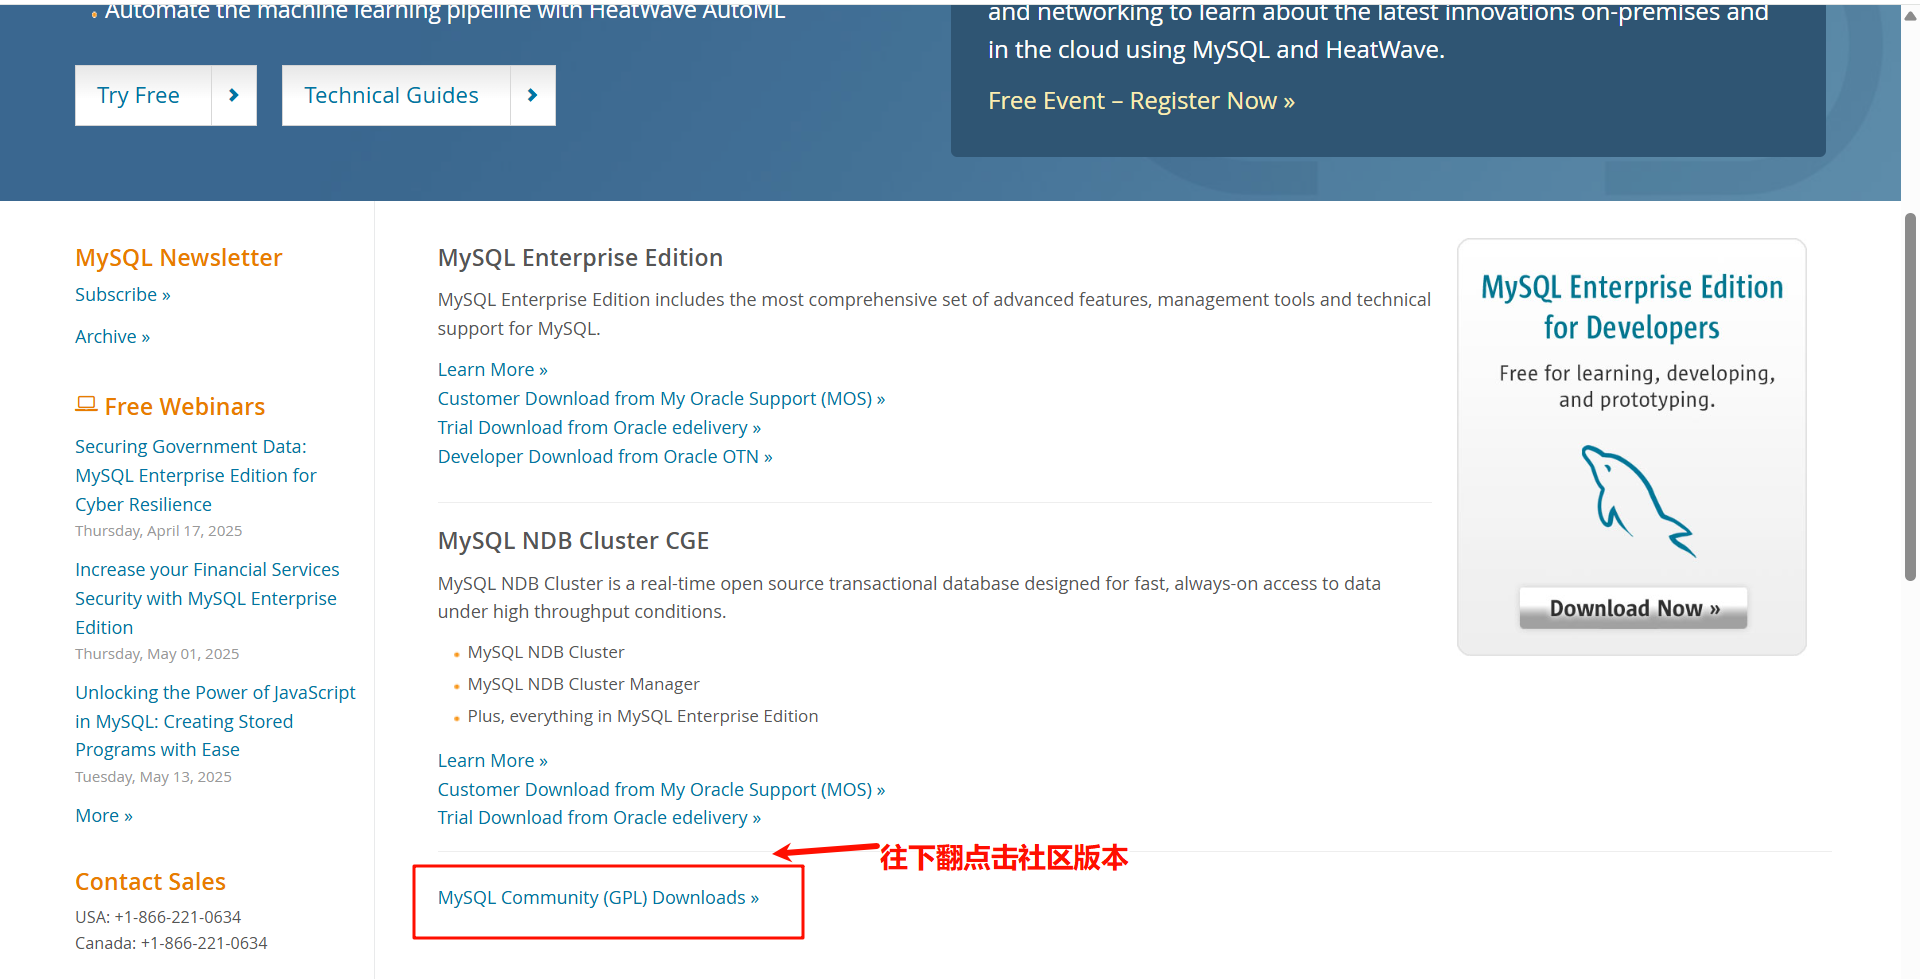 Automate the machine learning pipeline with HeatWave AutoML
Try Free
Technical Guides
and networking to learn about the latest innovations on-premises and
in the cloud using MySQL and HeatWave.
Free Event – Register Now »
MySQL Newsletter
Subscribe »
Archive »
Free Webinars
Securing Government Data:
MySQL Enterprise Edition for
Cyber Resilience
Thursday, April 17, 2025
Increase your Financial Services
Security with MySQL Enterprise
Edition
Thursday, May 01, 2025
Unlocking the Power of JavaScript
in MySQL: Creating Stored
Programs with Ease
Tuesday, May 13, 2025
More »
Contact Sales
USA: +1-866-221-0634
Canada: +1-866-221-0634
MySQL Enterprise Edition
MySQL Enterprise Edition includes the most comprehensive set of advanced features, management tools and technical
support for MySQL.
Learn More »
Customer Download from My Oracle Support (MOS) »
Trial Download from Oracle edelivery »
Developer Download from Oracle OTN »
MySQL NDB Cluster CGE
MySQL NDB Cluster is a real-time open source transactional database designed for fast, always-on access to data
under high throughput conditions.
MySQL NDB Cluster
MySQL NDB Cluster Manager
Plus, everything in MySQL Enterprise Edition
Learn More »
Customer Download from My Oracle Support (MOS) »
Trial Download from Oracle edelivery »
往下翻点击社区版本
MySQL Community (GPL) Downloads »
MySQL Enterprise Edition
for Developers
Free for learning, developing,
and prototyping.
Download Now »